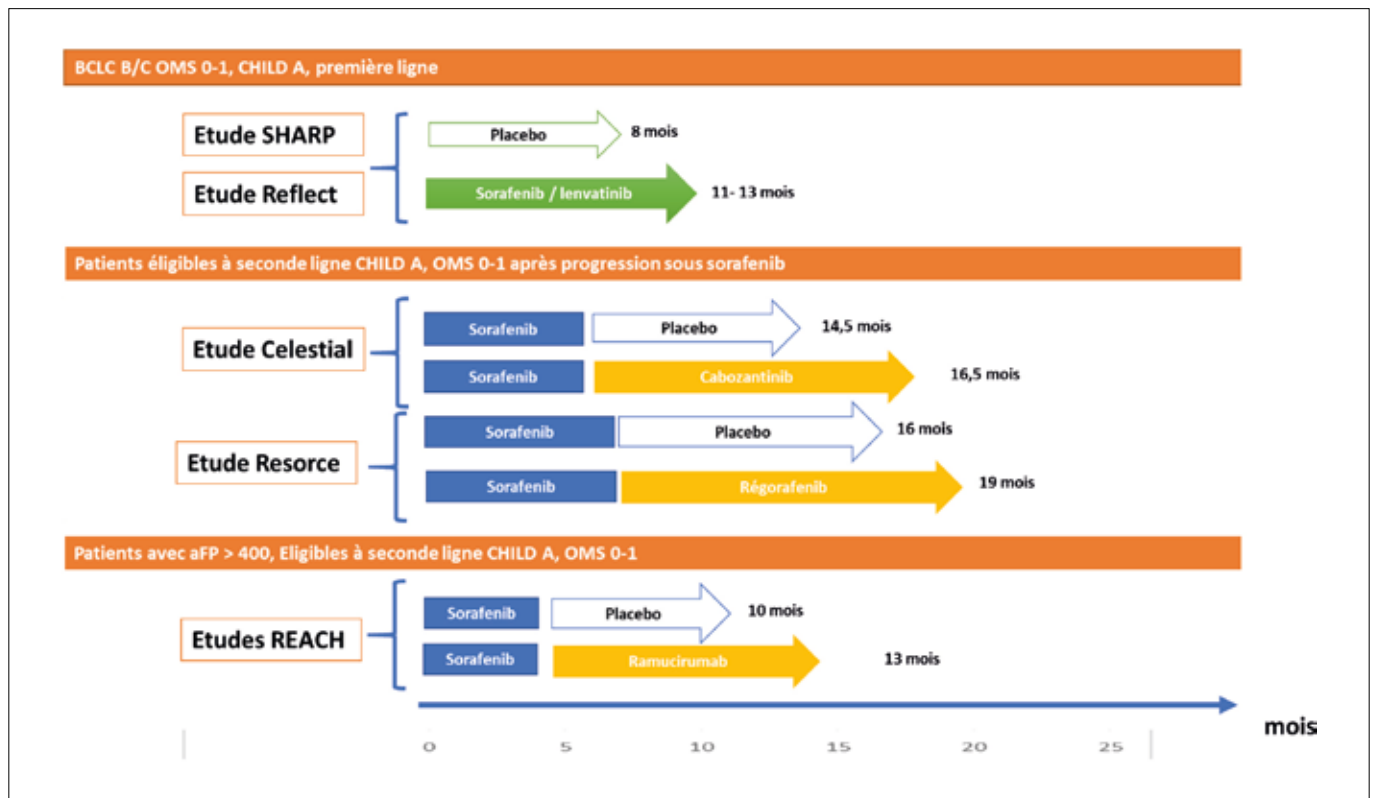 BCLC B/C OMS 0-1, CHILD A, première ligne
Etude SHARP
Placebo
8 mois
Etude Reflect
Sorafenib / lenvatinib
11- 13 mois
Patients éligibles à seconde ligne CHILD A, OMS 0-1 après progression sous sorafenib
Etude Celestial
Sorafenib
Placebo
14,5 mois
Sorafenib
Cabozantinib
16,5 mois
Etude Resorce
Sorafenib
Placebo
16 mois
Sorafenib
Régorafenib
19 mois
Patients avec aFP > 400, Eligibles à seconde ligne CHILD A, OMS 0-1
Etudes REACH
Sorafenib
Placebo
10 mois
Sorafenib
Ramucirumab
13 mois
mois
0 5 10 15 20 25